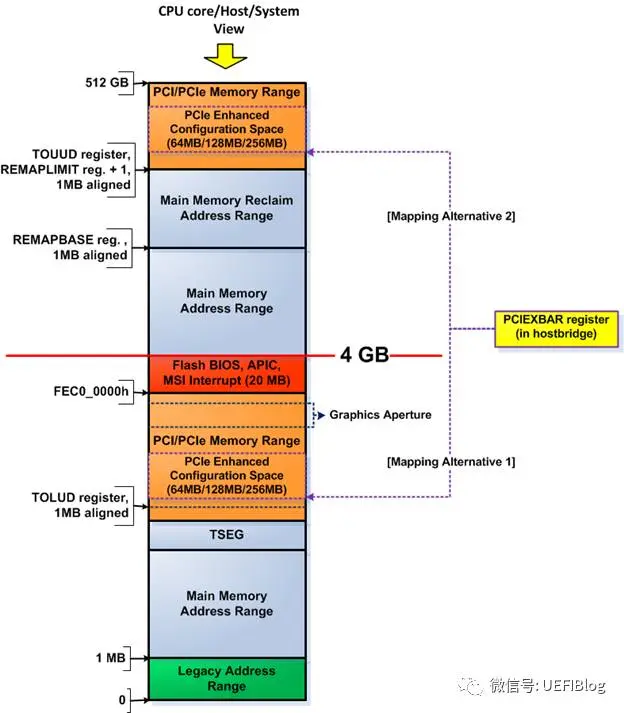 CPU core/Host/System
View
512 GB
PCI/PCIe Memory Range
PCIe Enhanced
Configuration Space
(64MB/128MB/256MB)
TOUUD register,
REMAPLIMIT reg. + 1,
1MB aligned
Main Memory Reclaim
Address Range
[Mapping Alternative 2]
REMAPBASE reg. ,
1MB aligned
Main Memory
Address Range
PCIEXBAR register
(in hostbridge)
4 GB
Flash BIOS, APIC,
MSI Interrupt (20 MB)
FEC0_0000h
Graphics Aperture
PCI/PCIe Memory Range
PCIe Enhanced
Configuration Space
(64MB/128MB/256MB)
[Mapping Alternative 1]
TOLUD register,
1MB aligned
TSEG
Main Memory
Address Range
1 MB
Legacy Address
Range
0
微信号: UEFIBlog